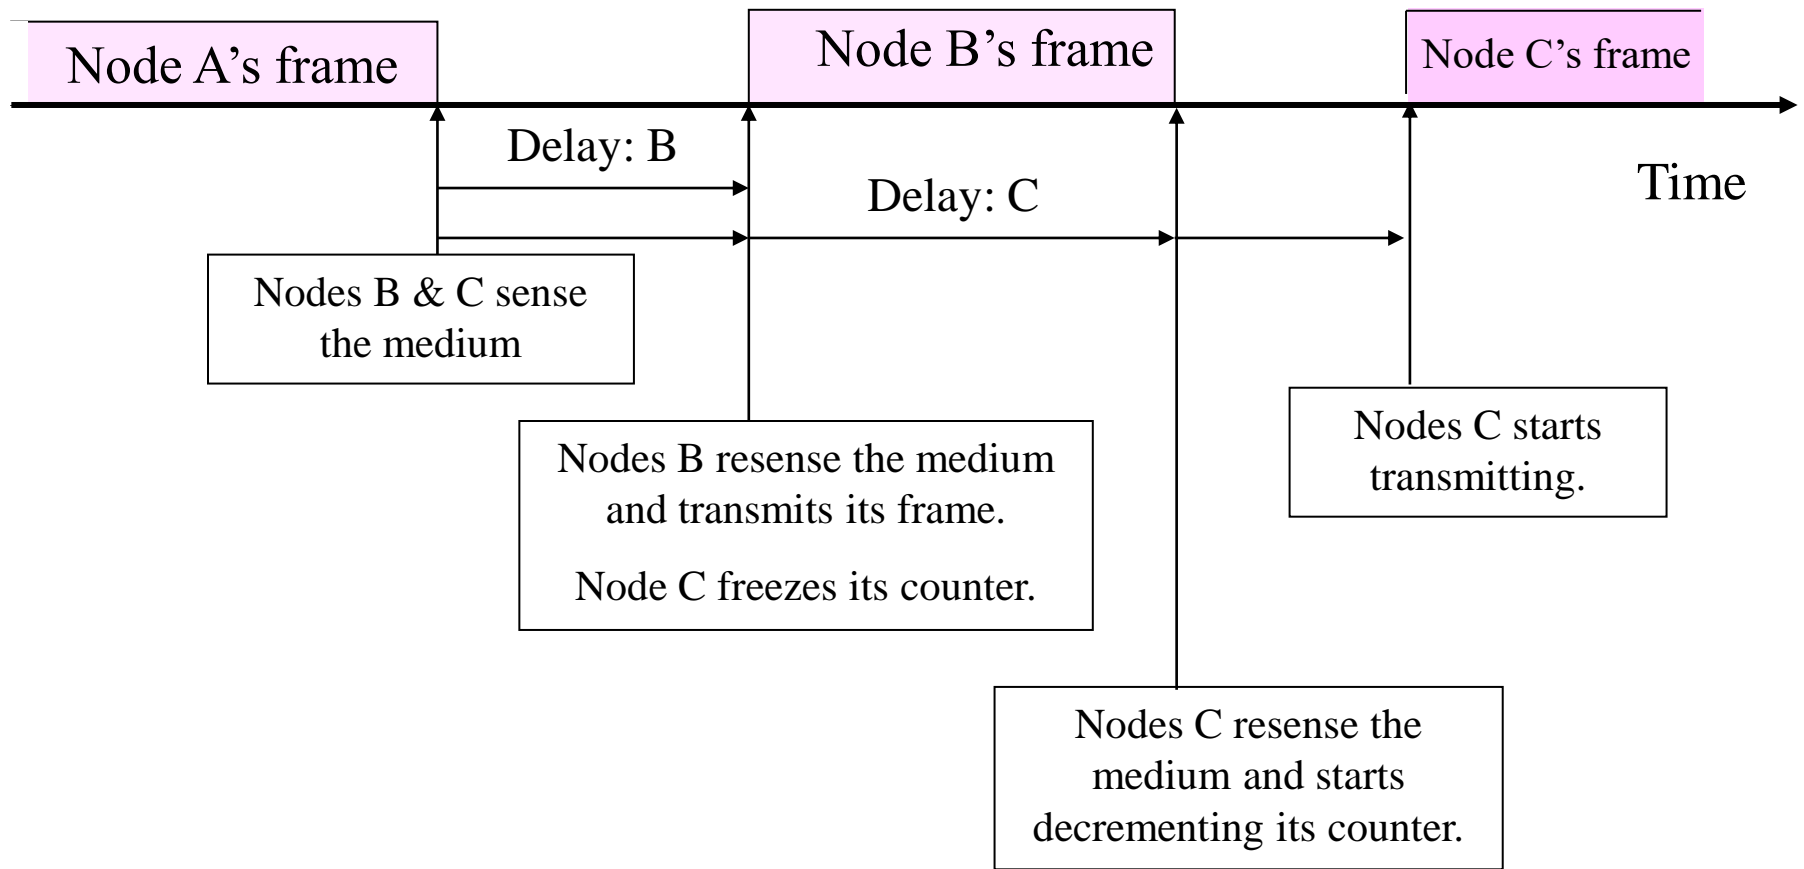 Node A’s frame
Node B’s frame
Node C’s frame
Delay: B
Delay: C
Time
Nodes B & C sense
the medium
Nodes B resense the medium
and transmits its frame.
Node C freezes its counter.
Nodes C starts
transmitting.
Nodes C resense the
medium and starts
decrementing its counter.